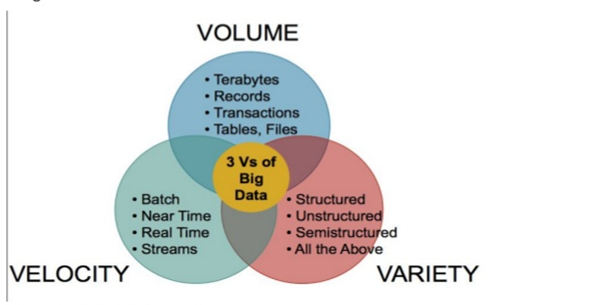 VOLUME
• Terabytes
• Records
• Transactions
• Tables, Files
3 Vs of
Big
Data
• Batch
• Near Time
• Real Time
• Streams
• Structured
• Unstructured
• Semistructured
• All the Above
VELOCITY
VARIETY